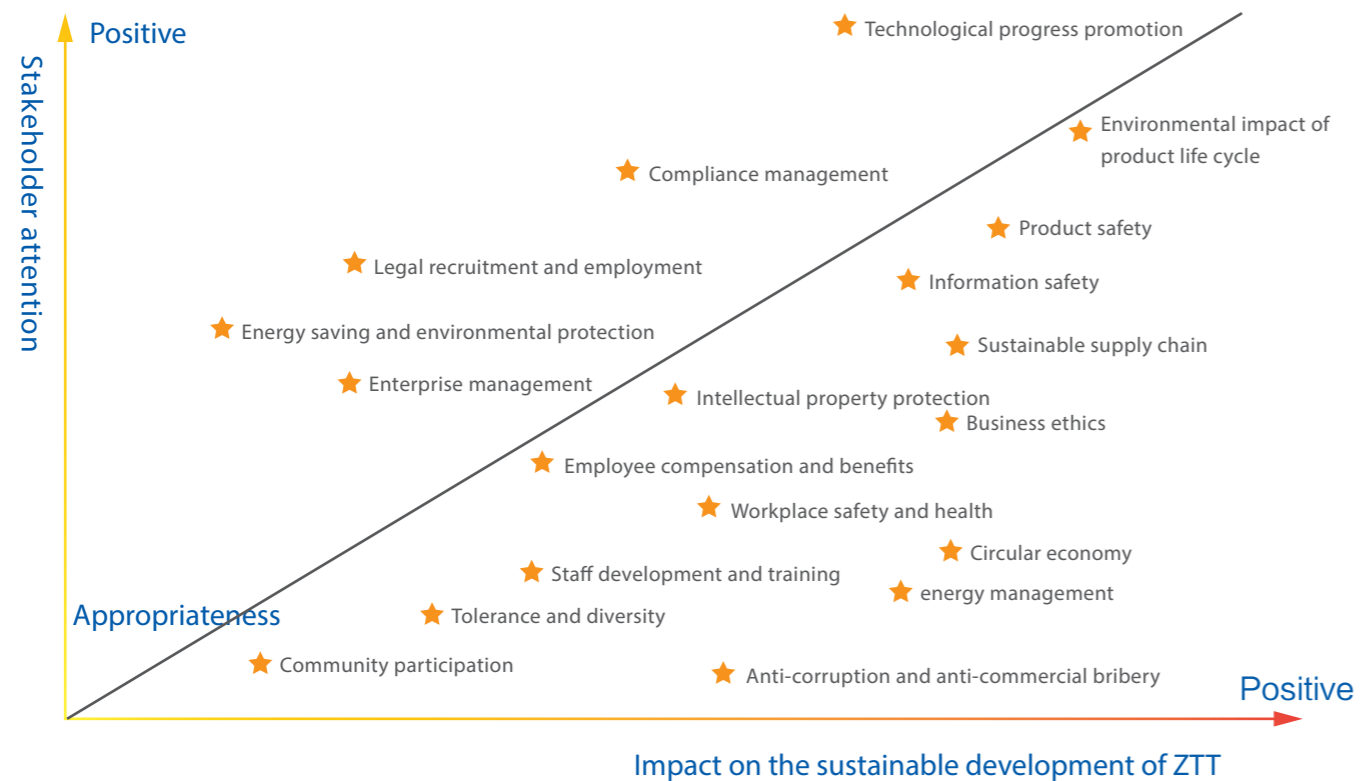 Positive
Technological progress promotion
Stakeholder attention
Environmental impact of
product life cycle
Compliance management
Product safety
Legal recruitment and employment
Information safety
Energy saving and environmental protection
Sustainable supply chain
Enterprise management
Intellectual property protection
Business ethics
Employee compensation and benefits
Workplace safety and health
Circular economy
Staff development and training
energy management
Appropriateness
Tolerance and diversity
Community participation
Anti-corruption and anti-commercial bribery
Positive
Impact on the sustainable development of ZTT